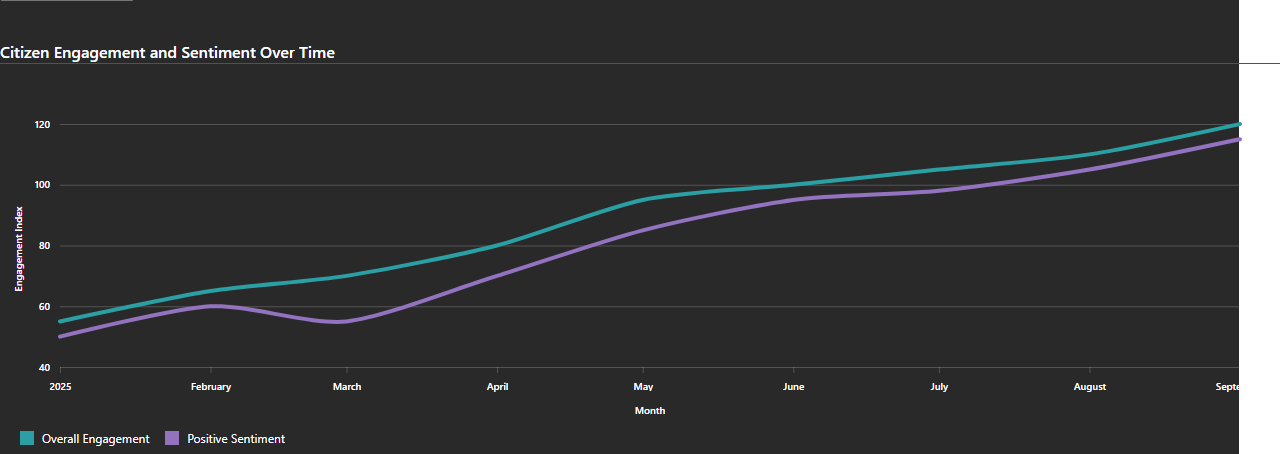 Citizen Engagement and Sentiment Over Time
120
100
80
60
40
Engagement Index
2025 February March April May June July August Septe
Month
Overall Engagement Positive Sentiment